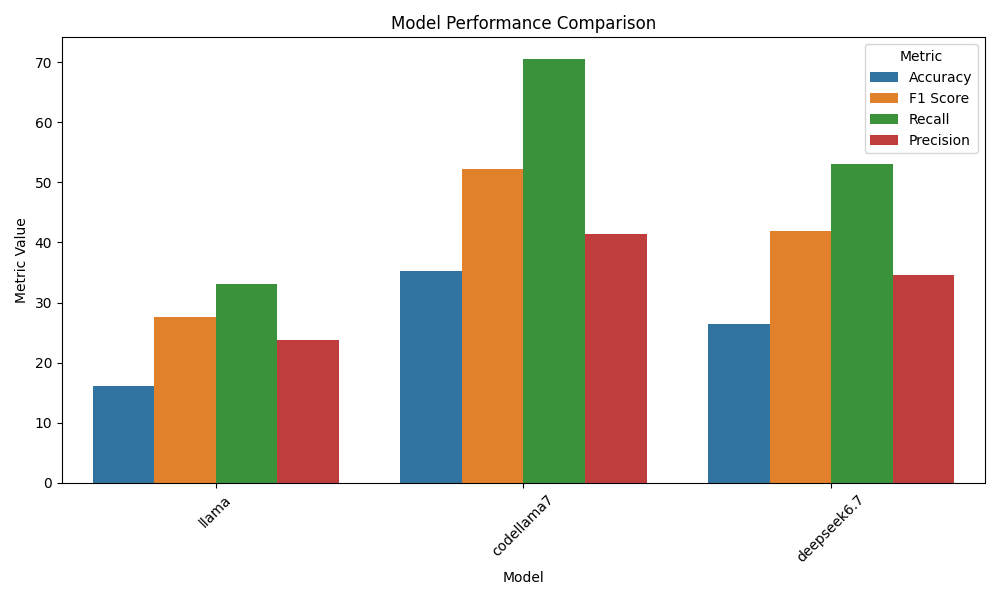 Model Performance Comparison
Metric
Accuracy
F1 Score
Recall
Precision
Metric Value
70
60
50
40
30
20
10
0
llama
codellama7
deepseek6.7
Model